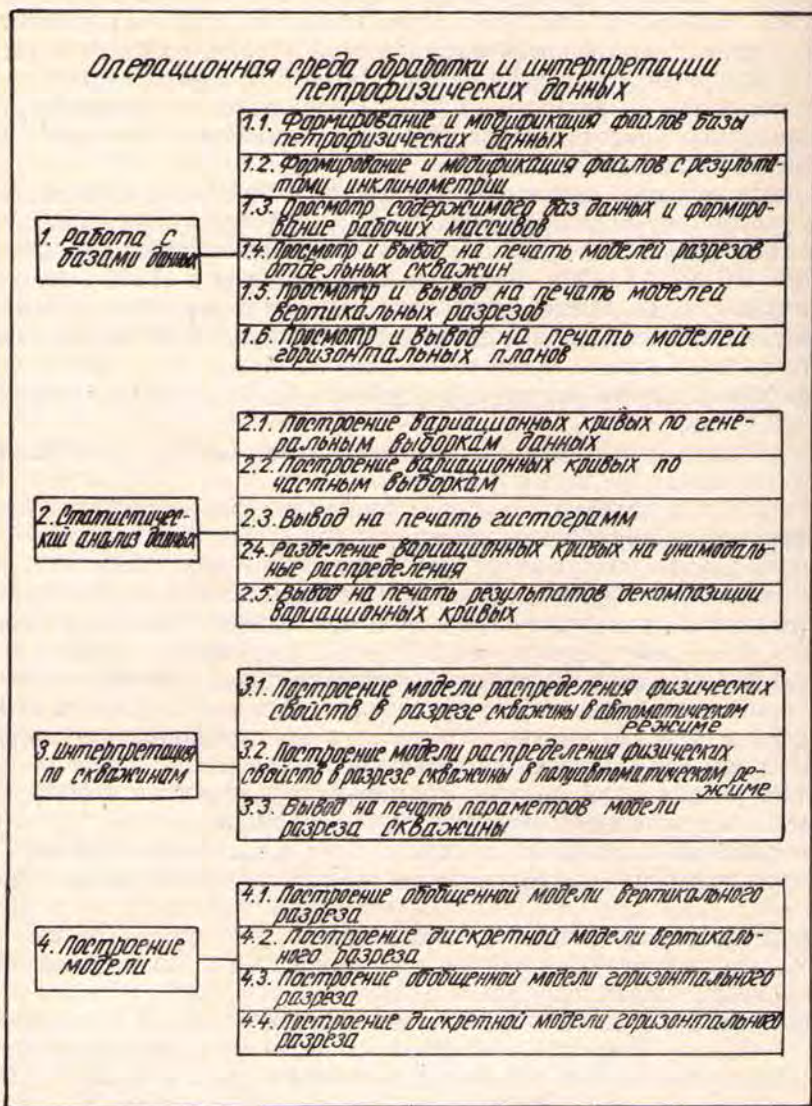 Операционная среда обработки и интерпретации
петрофизических данных
1. Работа с
базами данных
1.1. Формирование и модификация файлов базы
петрофизических данных
1.2. Формирование и модификация файлов с результа-
тами инклинометрии
1.3. Просмотр содержимого баз данных и формиро-
вание рабочих массивов
1.4. Просмотр и вывод на печать моделей разрезов
отдельных скважин
1.5. Просмотр и вывод на печать моделей
вертикальных разрезов
1.6. Просмотр и вывод на печать моделей
горизонтальных планов
2. Статистичес-
кий анализ данных
2.1. Построение вариационных кривых по гене-
ральным выборкам данных
2.2. Построение вариационных кривых по
частным выборкам
2.3. Вывод на печать гистограмм
2.4. Разделение вариационных кривых на унимодаль-
ные распределения
2.5. Вывод на печать результатов декомпозиции
вариационных кривых
3. Интерпретация
по скважинам
3.1. Построение модели распределения физических
свойств в разрезе скважины в автоматическом
режиме
3.2. Построение модели распределения физических
свойств в разрезе скважины в полуавтоматическом ре-
жиме
3.3. Вывод на печать параметров модели
разреза скважины
4. Построение
модели
4.1. Построение обобщенной модели вертикального
разреза
4.2. Построение дискретной модели вертикаль-
ного разреза
4.3. Построение обобщенной модели горизонтального
разреза
4.4. Построение дискретной модели горизонтального
разреза